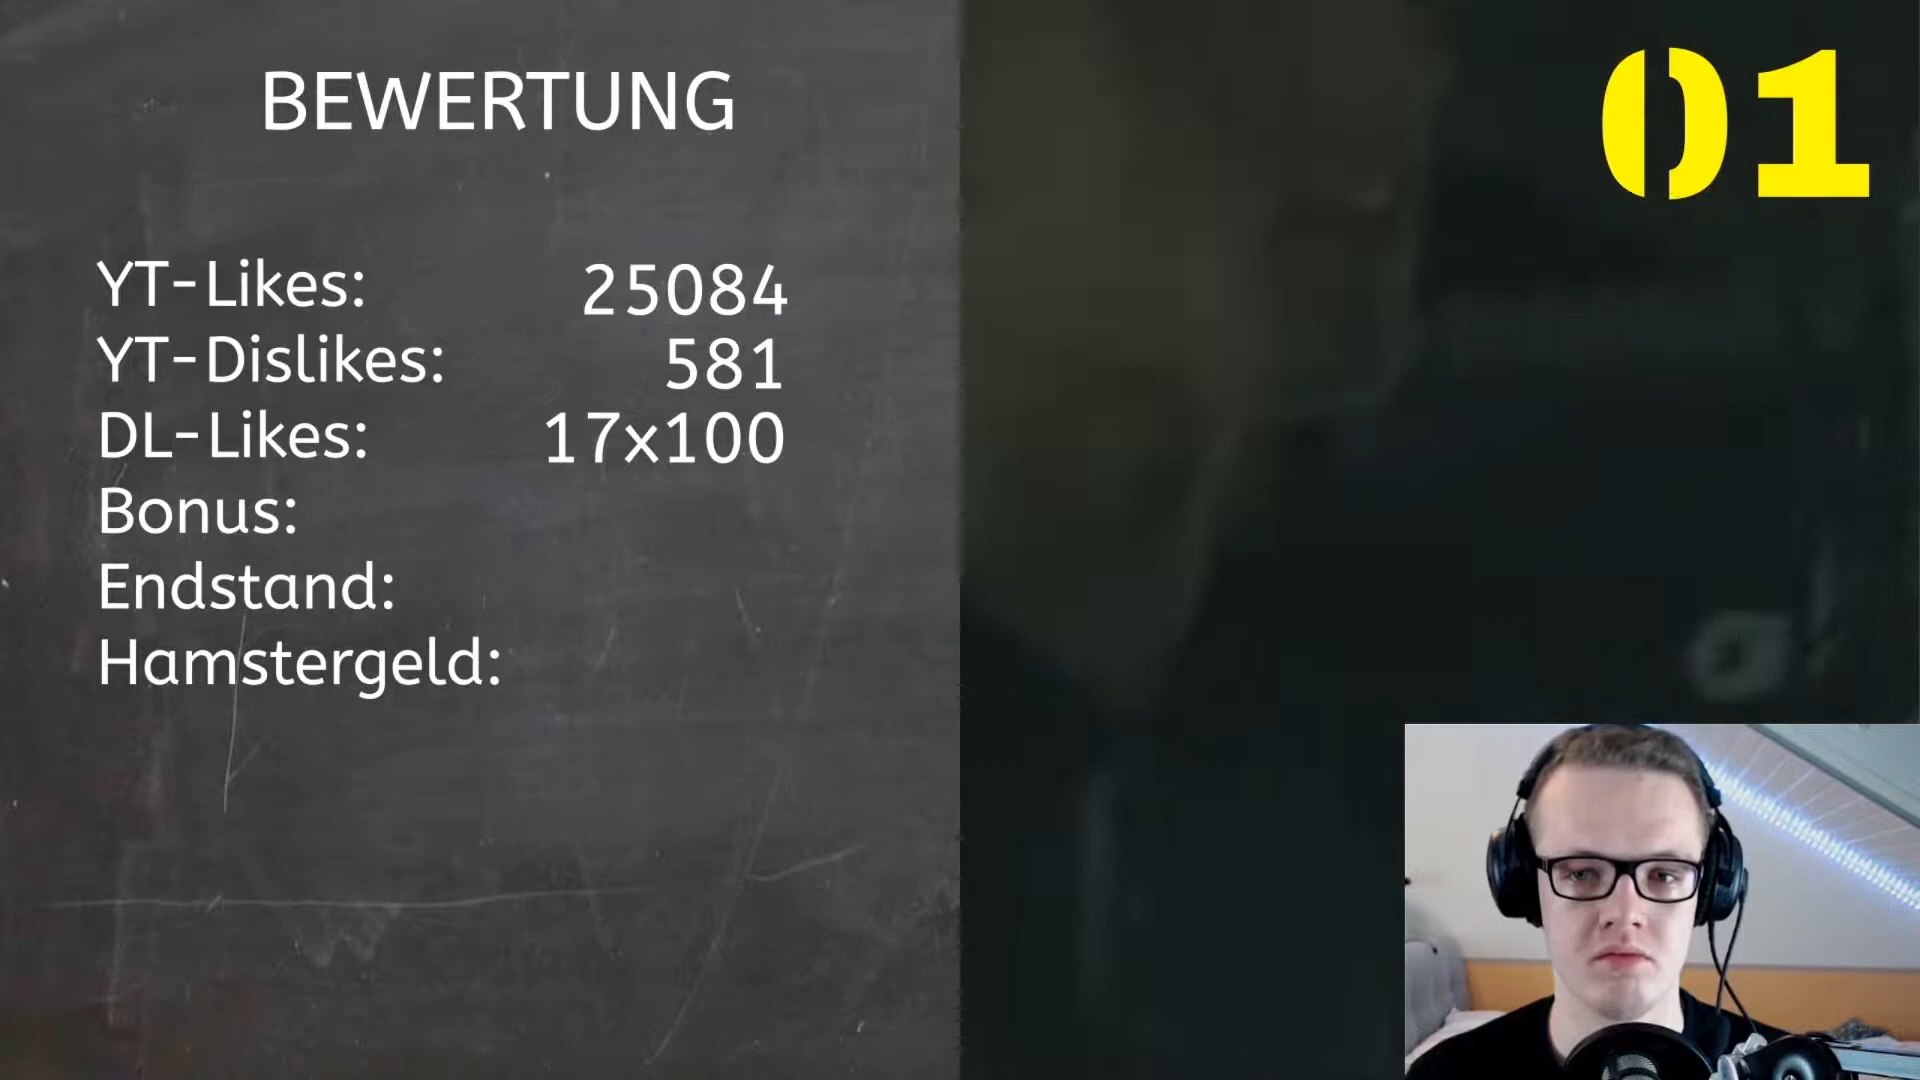 BEWERTUNG
01
YT-Likes: 25084
YT-Dislikes: 581
DL-Likes: 17x100
Bonus:
Endstand:
Hamstergeld: